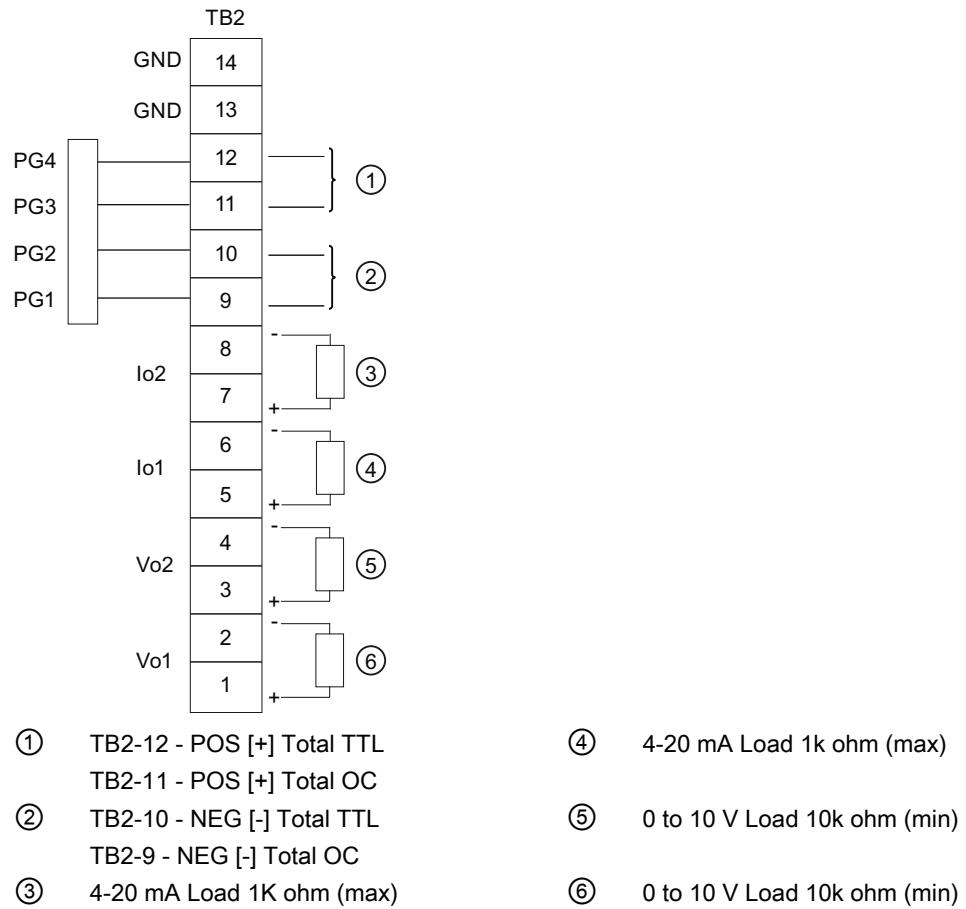 TB2
GND 14
GND 13
PG4 12
①
PG3 11
PG2 10
②
PG1 9
8 -
Io2 ③
7 +
6 -
Io1 ④
5 +
4 -
Vo2 ⑤
3 +
2 -
Vo1 ⑥
1 +
① TB2-12 - POS [+] Total TTL ④ 4-20 mA Load 1k ohm (max)
TB2-11 - POS [+] Total OC
② TB2-10 - NEG [-] Total TTL ⑤ 0 to 10 V Load 10k ohm (min)
TB2-9 - NEG [-] Total OC
③ 4-20 mA Load 1K ohm (max) ⑥ 0 to 10 V Load 10k ohm (min)